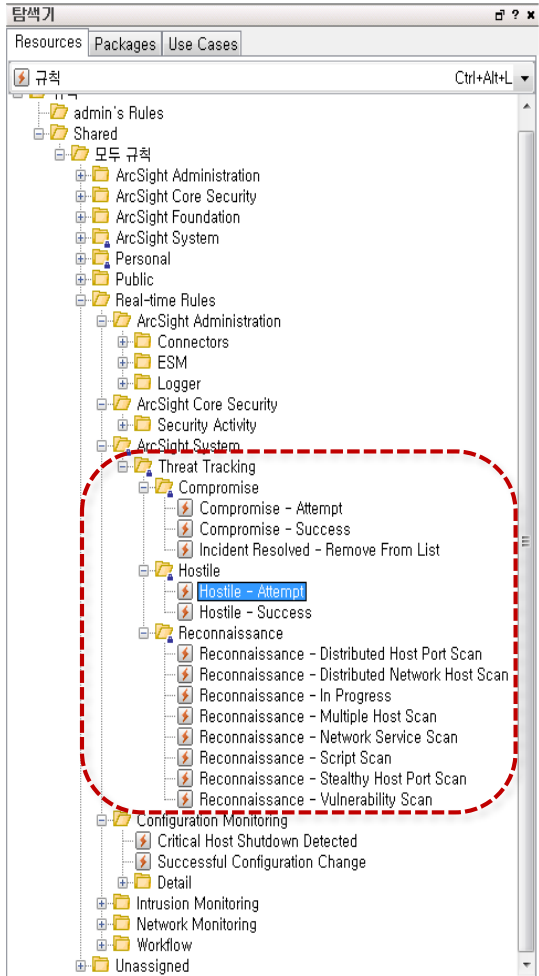 탐색기
Resources Packages Use Cases
규칙 Ctrl+Alt+L
admin's Rules
Shared
모두 규칙
ArcSight Administration
ArcSight Core Security
ArcSight Foundation
ArcSight System
Personal
Public
Real-time Rules
ArcSight Administration
Connectors
ESM
Logger
ArcSight Core Security
Security Activity
ArcSight System
Threat Tracking
Compromise
Compromise - Attempt
Compromise - Success
Incident Resolved - Remove From List
Hostile
Hostile - Attempt
Hostile - Success
Reconnaissance
Reconnaissance - Distributed Host Port Scan
Reconnaissance - Distributed Network Host Scan
Reconnaissance - In Progress
Reconnaissance - Multiple Host Scan
Reconnaissance - Network Service Scan
Reconnaissance - Script Scan
Reconnaissance - Stealthy Host Port Scan
Reconnaissance - Vulnerability Scan
Configuration Monitoring
Critical Host Shutdown Detected
Successful Configuration Change
Detail
Intrusion Monitoring
Network Monitoring
Workflow
Unassigned